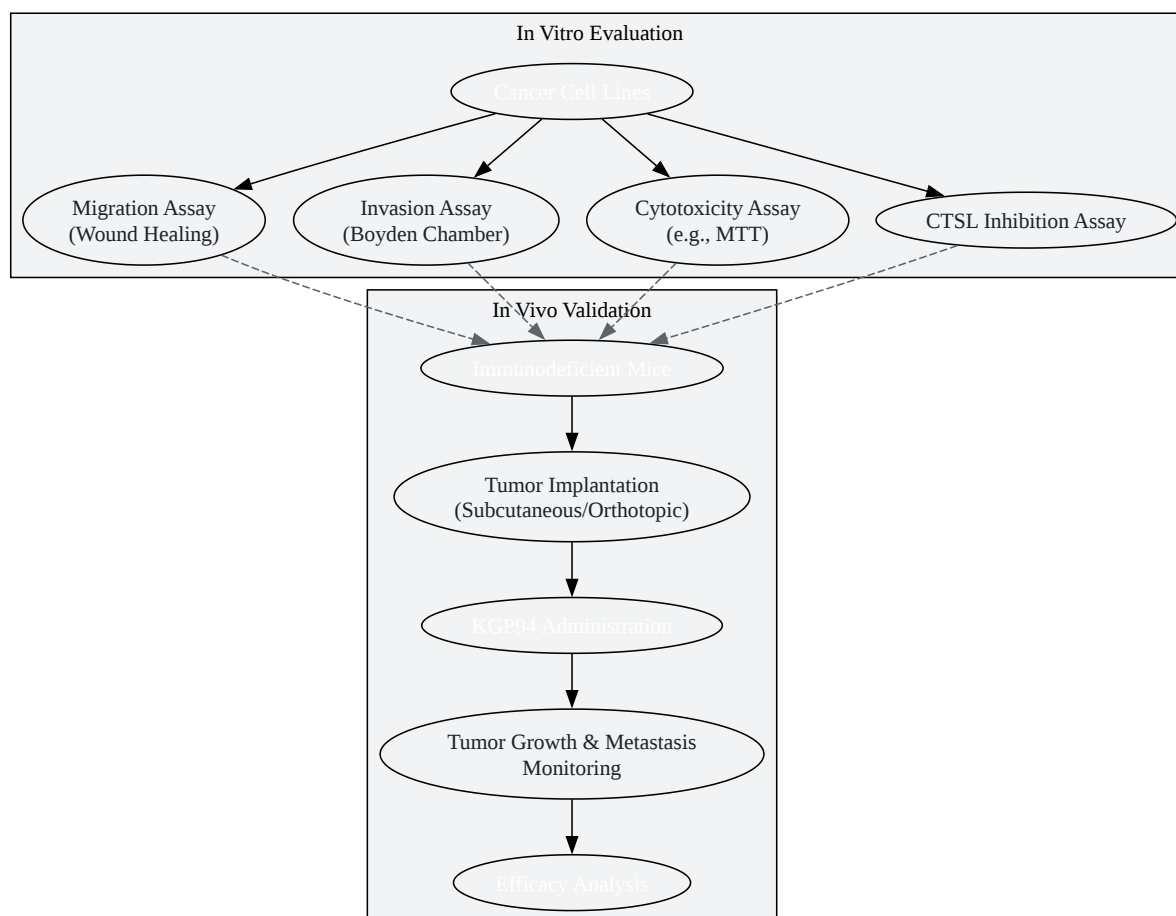 In Vitro Evaluation
Cancer Cell Lines
Migration Assay
(Wound Healing)
Invasion Assay
(Boyden Chamber)
Cytotoxicity Assay
(e.g., MTT)
CTSL Inhibition Assay
In Vivo Validation
Immunodeficient Mice
Tumor Implantation
(Subcutaneous/Orthotopic)
KGP94 Administration
Tumor Growth & Metastasis
Monitoring
Efficacy Analysis